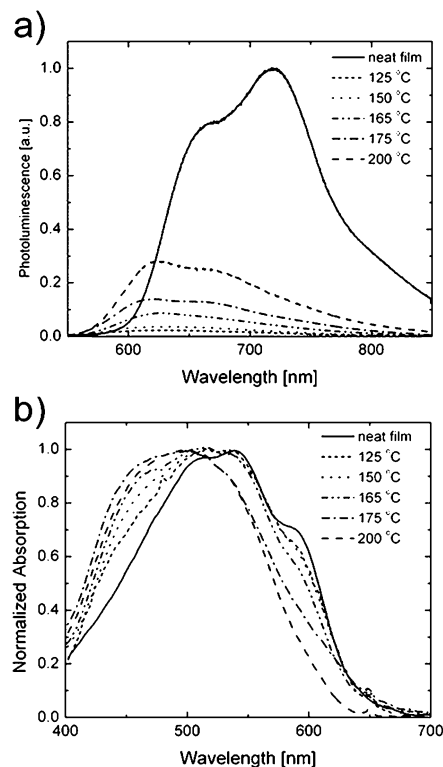 a)
Photoluminescence [a.u.]
1.0
0.8
0.6
0.4
0.2
0.0
neat film
125 °C
150 °C
165 °C
175 °C
200 °C
600 700 800
Wavelength [nm]
b)
Normalized Absorption
1.0
0.8
0.6
0.4
0.2
0.0
neat film
125 °C
150 °C
165 °C
175 °C
200 °C
400 500 600 700
Wavelength [nm]